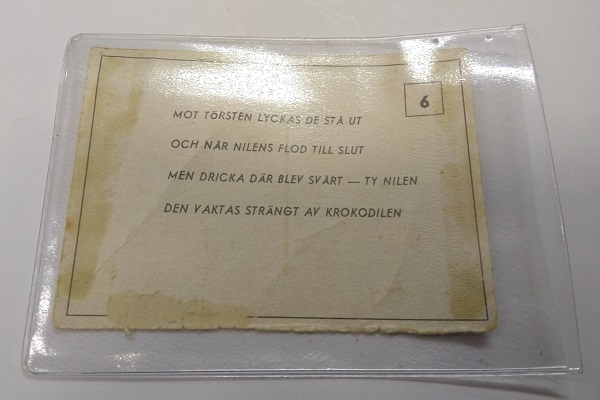 6
MOT TÖRSTEN LYCKAS DE STÅ UT
OCH NÅR NILENS FLOD TILL SLUT
MEN DRICKA DÄR BLEV SVÅRT — TY NILEN
DEN VAKTAS STRÄNGT AV KROKODILEN